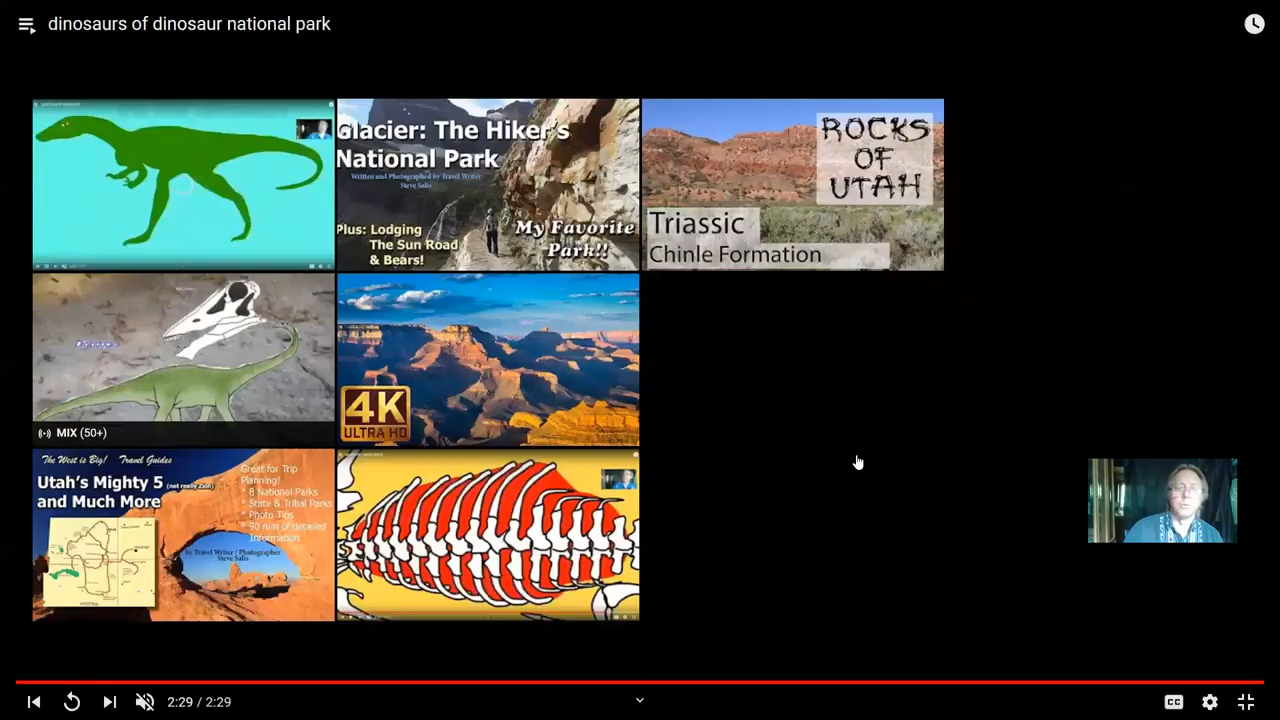 dinosaurs of dinosaur national park
Glacier: The Hiker's
National Park
Written and Photographed by Travel Writer
Steve Salis
Plus: Lodging
The Sun Road
& Bears!
My Favorite
Park!!
ROCKS
OF
UTAH
Triassic
Chinle Formation
MIX (50+)
4K
ULTRA HD
The West is Big! Travel Guides
Utah's Mighty 5 (not really Zion)
and Much More
Great for Trip
Planning!
* 8 National Parks
* State & Tribal Parks
* Photo Tips
* 90 min of detailed
Information
by Travel Writer / Photographer
Steve Salis
2:29 / 2:29
CC